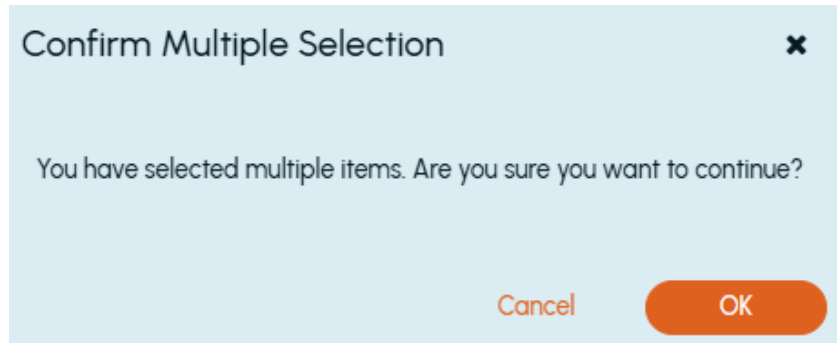 Confirm Multiple Selection
You have selected multiple items. Are you sure you want to continue?
Cancel
OK